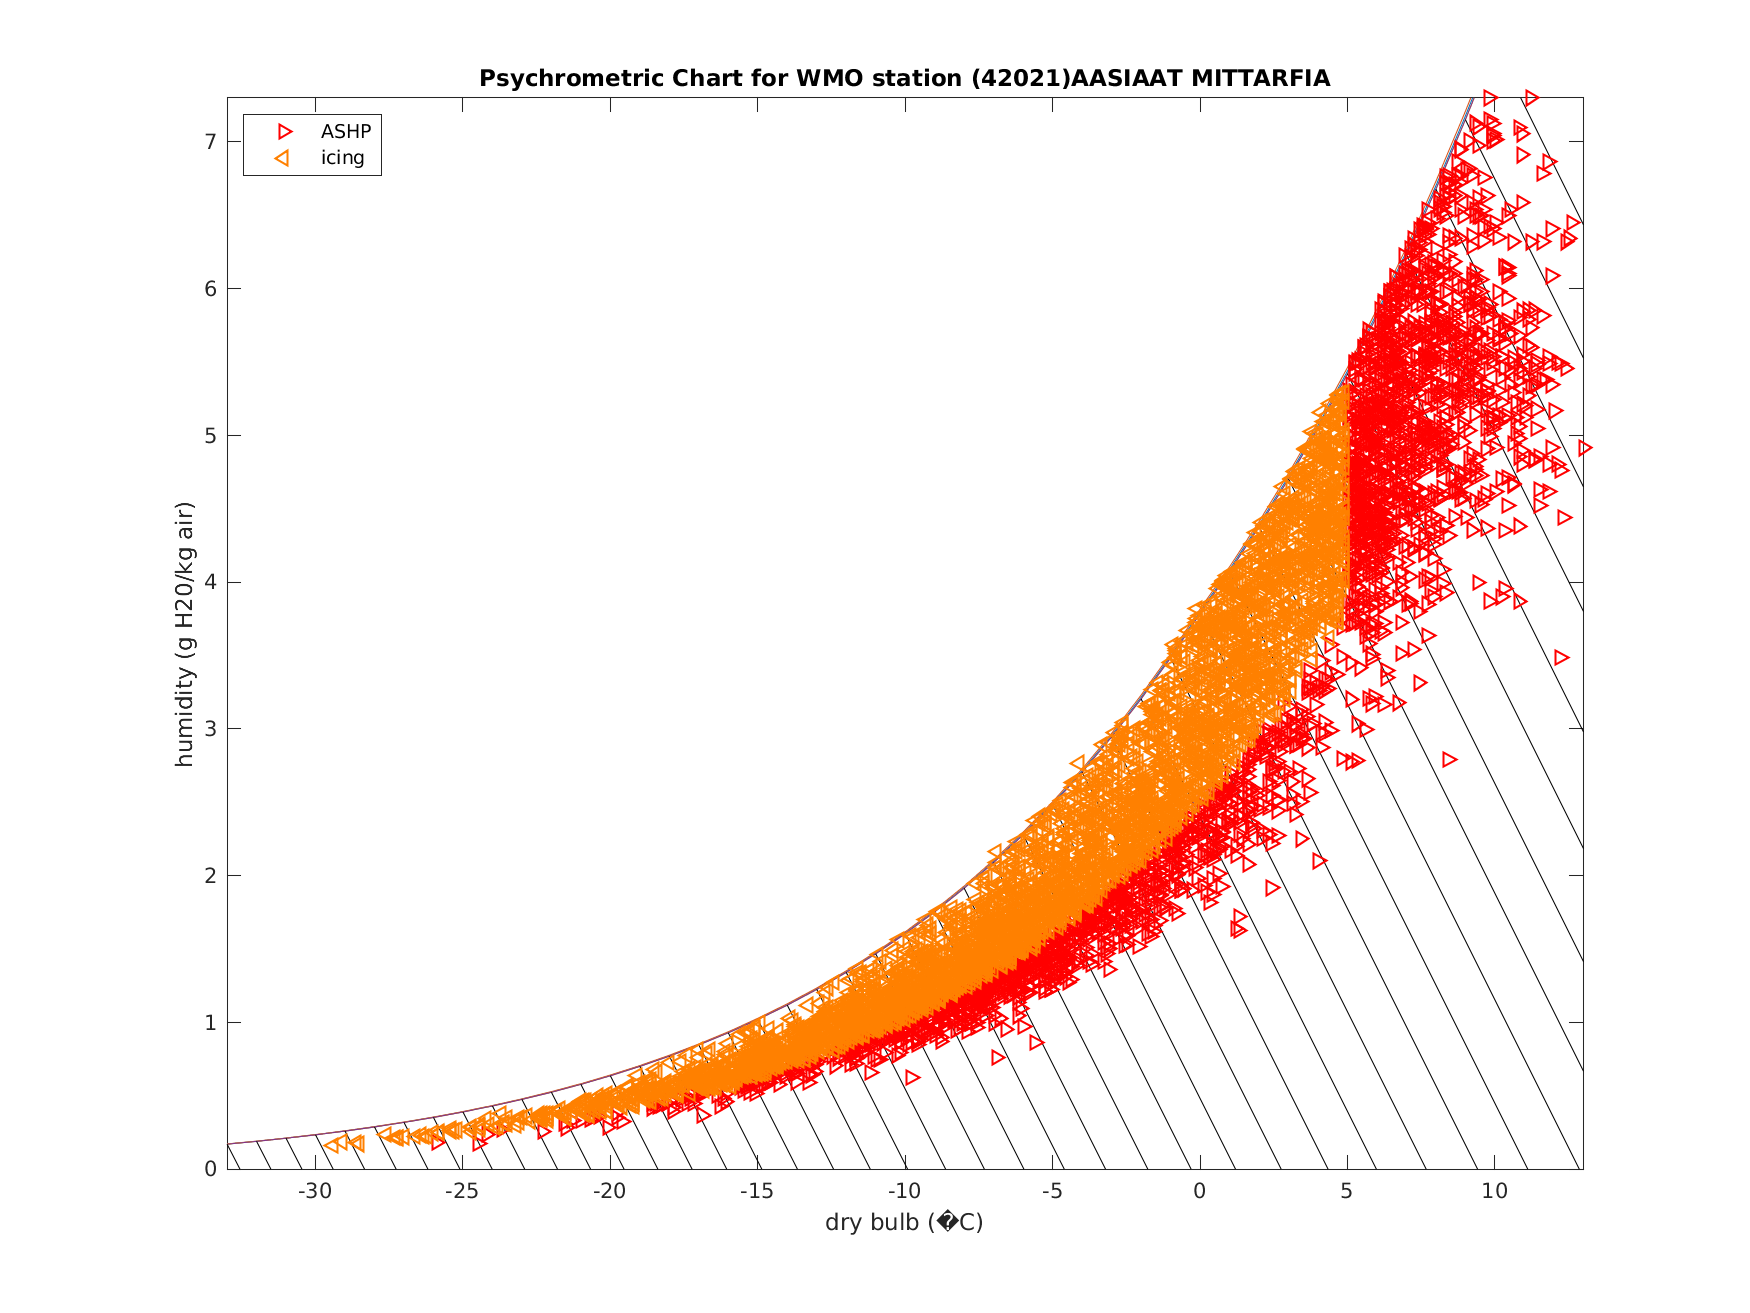 Psychrometric Chart for WMO station (42021)AASIAAT MITTARFIA
ASHP
icing
7
6
5
4
3
2
1
0
humidity (g H20/kg air)
-30 -25 -20 -15 -10 -5 0 5 10
dry bulb (�C)